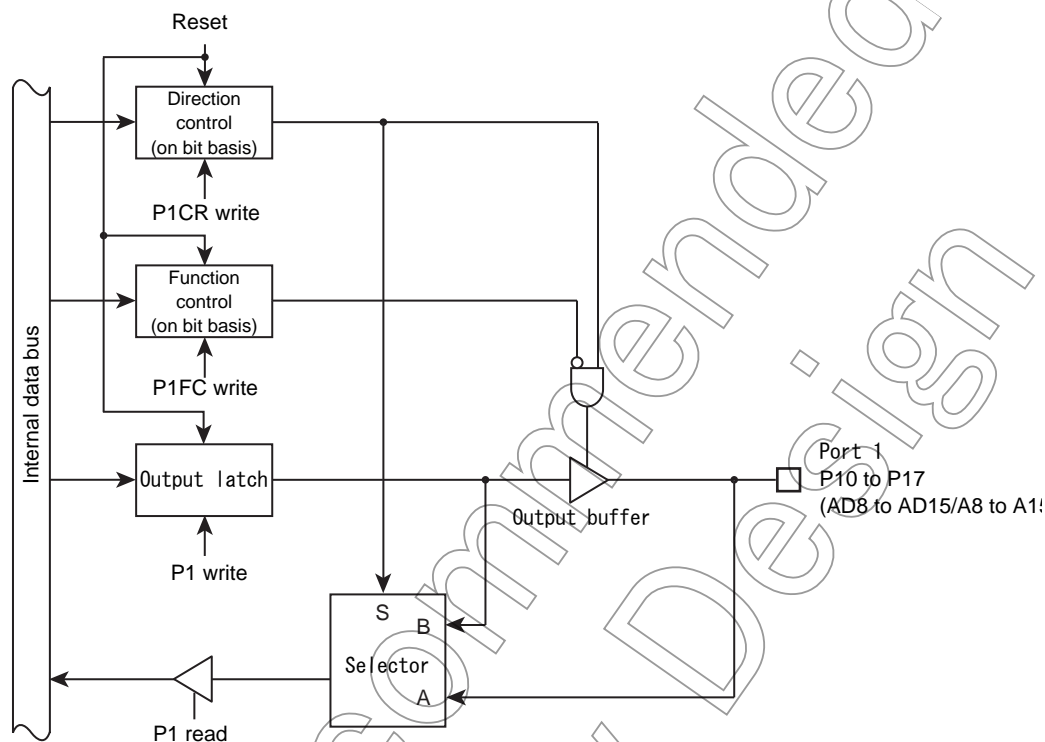 Reset
Direction
control
(on bit basis)
P1CR write
Function
control
(on bit basis)
P1FC write
Internal data bus
Output latch
P1 write
Output buffer
Port 1
P10 to P17
(AD8 to AD15/A8 to A15
S
B
Selector
A
P1 read
ommended
Design